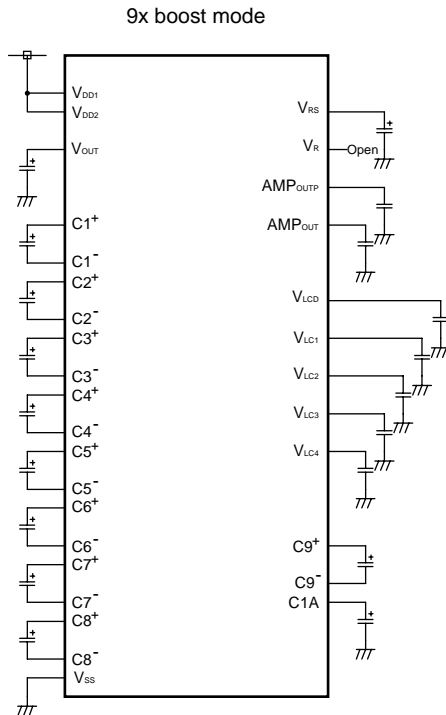 9x boost mode
VDD1
VDD2
VOUT
C1+
C1-
C2+
C2-
C3+
C3-
C4+
C4-
C5+
C5-
C6+
C6-
C7+
C7-
C8+
C8-
VSS
VRS
VR Open
AMPOUTP
AMPOUT
VLCD
VLC1
VLC2
VLC3
VLC4
C9+
C9-
C1A